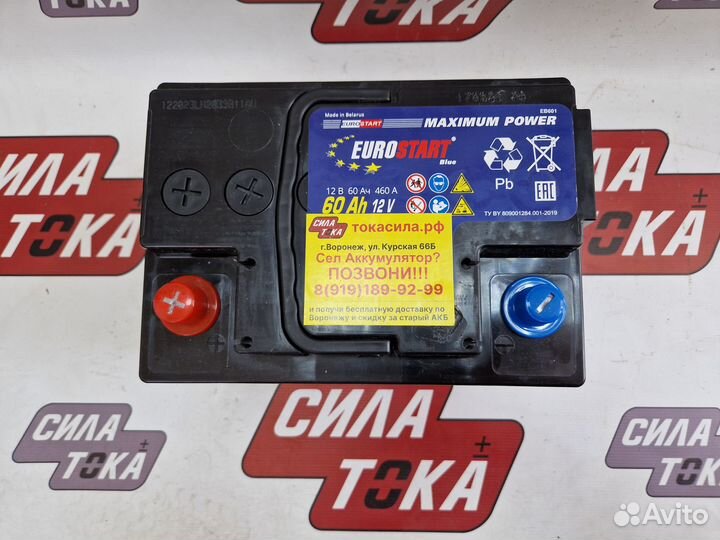 СИЛА
ТОКА
122023LH2039811AU
Made in Belarus
EUROSTART
EB601
MAXIMUM POWER
EUROSTART
Blue
12 В 60 Ач 460 А
60 Ah 12 V
Pb
EAC
ТУ BY 809001284.001-2019
СИЛА
ТОКА
токасила.рф
г.Воронеж, ул. Курская 66Б
Сел Аккумулятор?
ПОЗВОНИ!!!
8(919)189-92-99
и получи бесплатную доставку по
Воронежу и скидку за старый АКБ
СИЛА
ТОКА
ТОКА
СИЛА
ТОКА
СИЛА
ТОКА
СИЛА
ТОКА
Avito